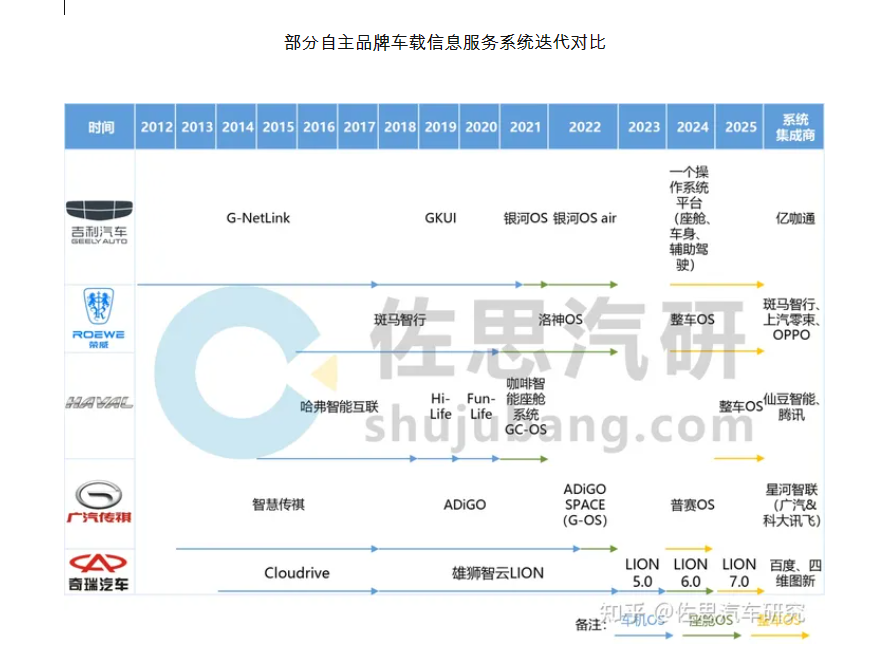 部分自主品牌车载信息服务系统迭代对比
时间 2012 2013 2014 2015 2016 2017 2018 2019 2020 2021 2022 2023 2024 2025 系统
集成商
吉利汽车
GEELY AUTO
G-NetLink
GKUI
银河OS
银河OS air
一个操
作系统
平台
（座舱、
车身、
辅助驾
驶）
亿咖通
ROEWE
荣威
斑马智行
洛神OS
整车OS
斑马智行、
上汽零束、
OPPO
HAVAL
哈弗智能互联
Hi-
Life
Fun-
Life
咖啡智
能座舱
系统
GC-OS
整车OS
仙豆智能、
腾讯
广汽传祺
智慧传祺
ADiGO
ADiGO
SPACE
(G-OS)
普赛OS
星河智联
（广汽&
科大讯飞）
奇瑞汽车
Cloudrive
雄狮智云LION
LION
5.0
LION
6.0
LION
7.0
百度、四
维图新
佐思汽研
shujubang.com
知乎 @佐思汽车研究
备注： 车机OS 座舱OS 整车OS